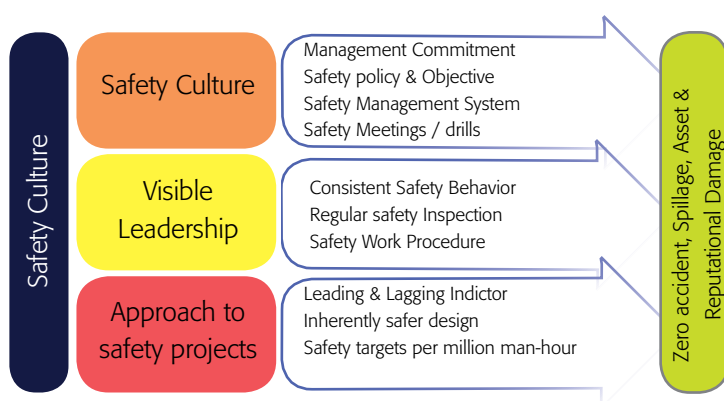 Safety Culture
Safety Culture
Management Commitment
Safety policy & Objective
Safety Management System
Safety Meetings / drills
Visible
Leadership
Consistent Safety Behavior
Regular safety Inspection
Safety Work Procedure
Approach to
safety projects
Leading & Lagging Indictor
Inherently safer design
Safety targets per million man-hour
Zero accident, Spillage, Asset &
Reputational Damage